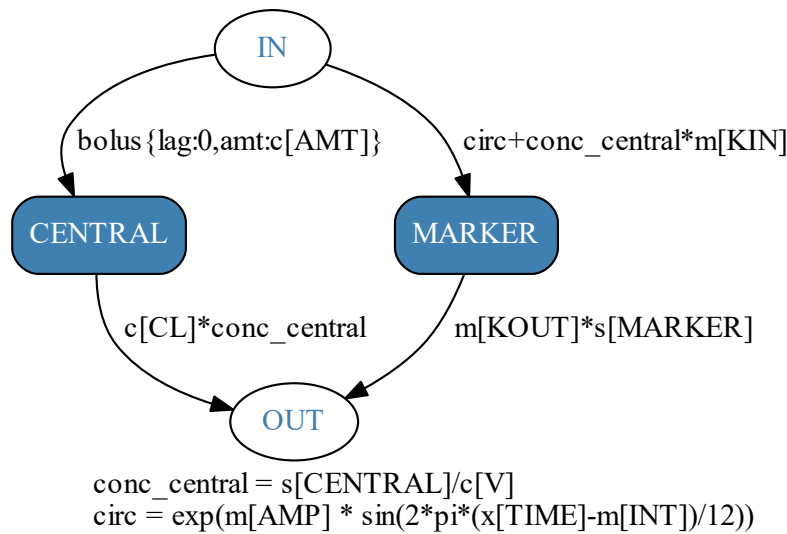 IN
bolus{lag:0,amt:c[AMT]}
circ+conc_central*m[KIN]
CENTRAL
MARKER
c[CL]*conc_central
m[KOUT]*s[MARKER]
OUT
conc_central = s[CENTRAL]/c[V]
circ = exp(m[AMP] * sin(2*pi*(x[TIME]-m[INT])/12))